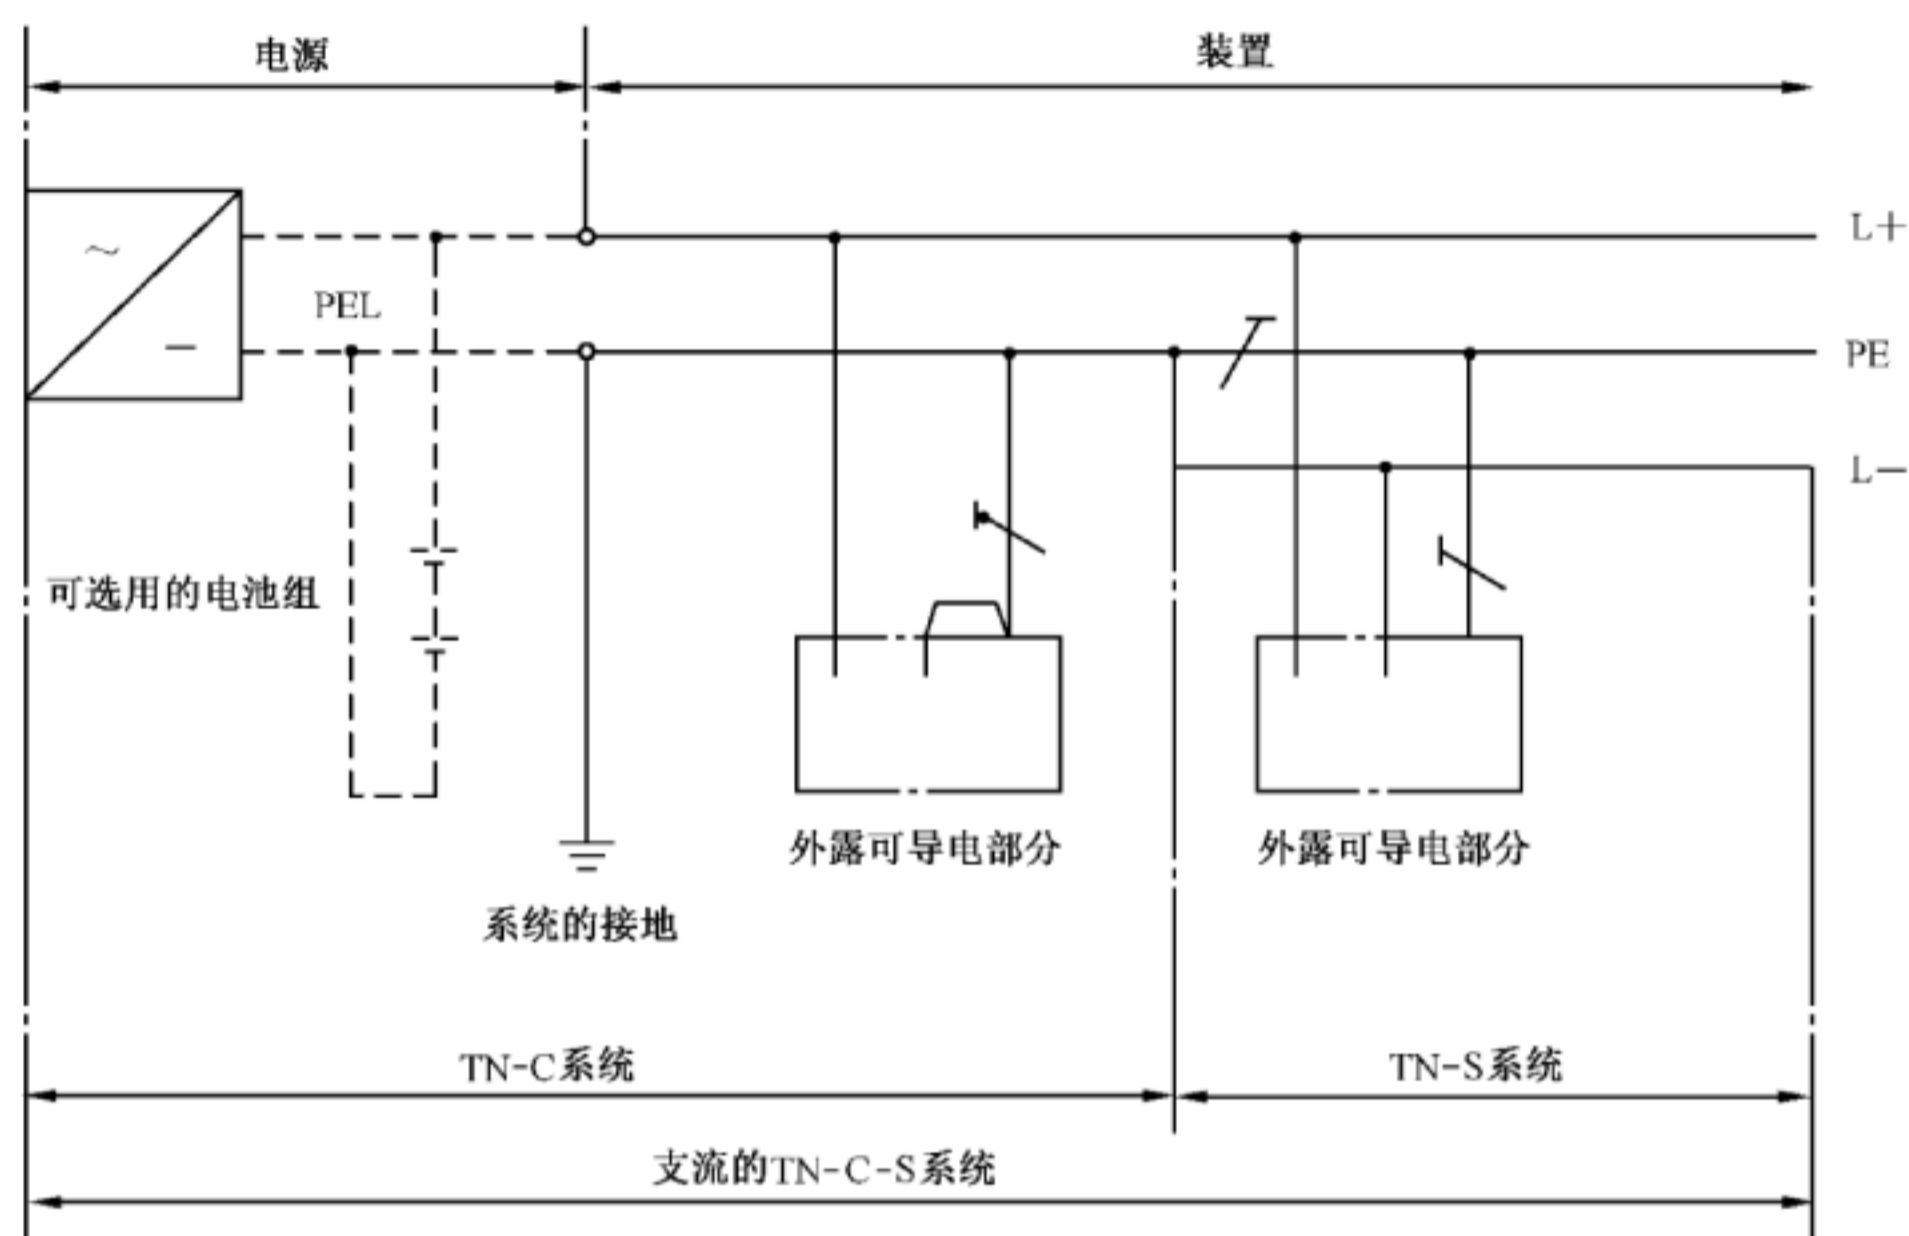 电源
装置
～
L＋
PEL
－
PE
L－
可选用的电池组
外露可导电部分
外露可导电部分
系统的接地
TN-C系统
TN-S系统
支流的TN-C-S系统